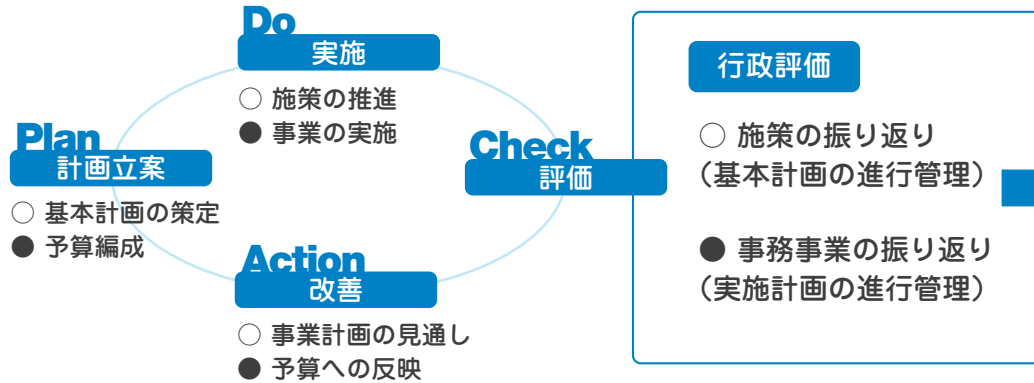 Do
実施
○ 施策の推進
● 事業の実施
Plan
計画立案
○ 基本計画の策定
● 予算編成
Check
評価
Action
改善
○ 事業計画の見通し
● 予算への反映
行政評価
○ 施策の振り返り
（基本計画の進行管理）
● 事務事業の振り返り
（実施計画の進行管理）